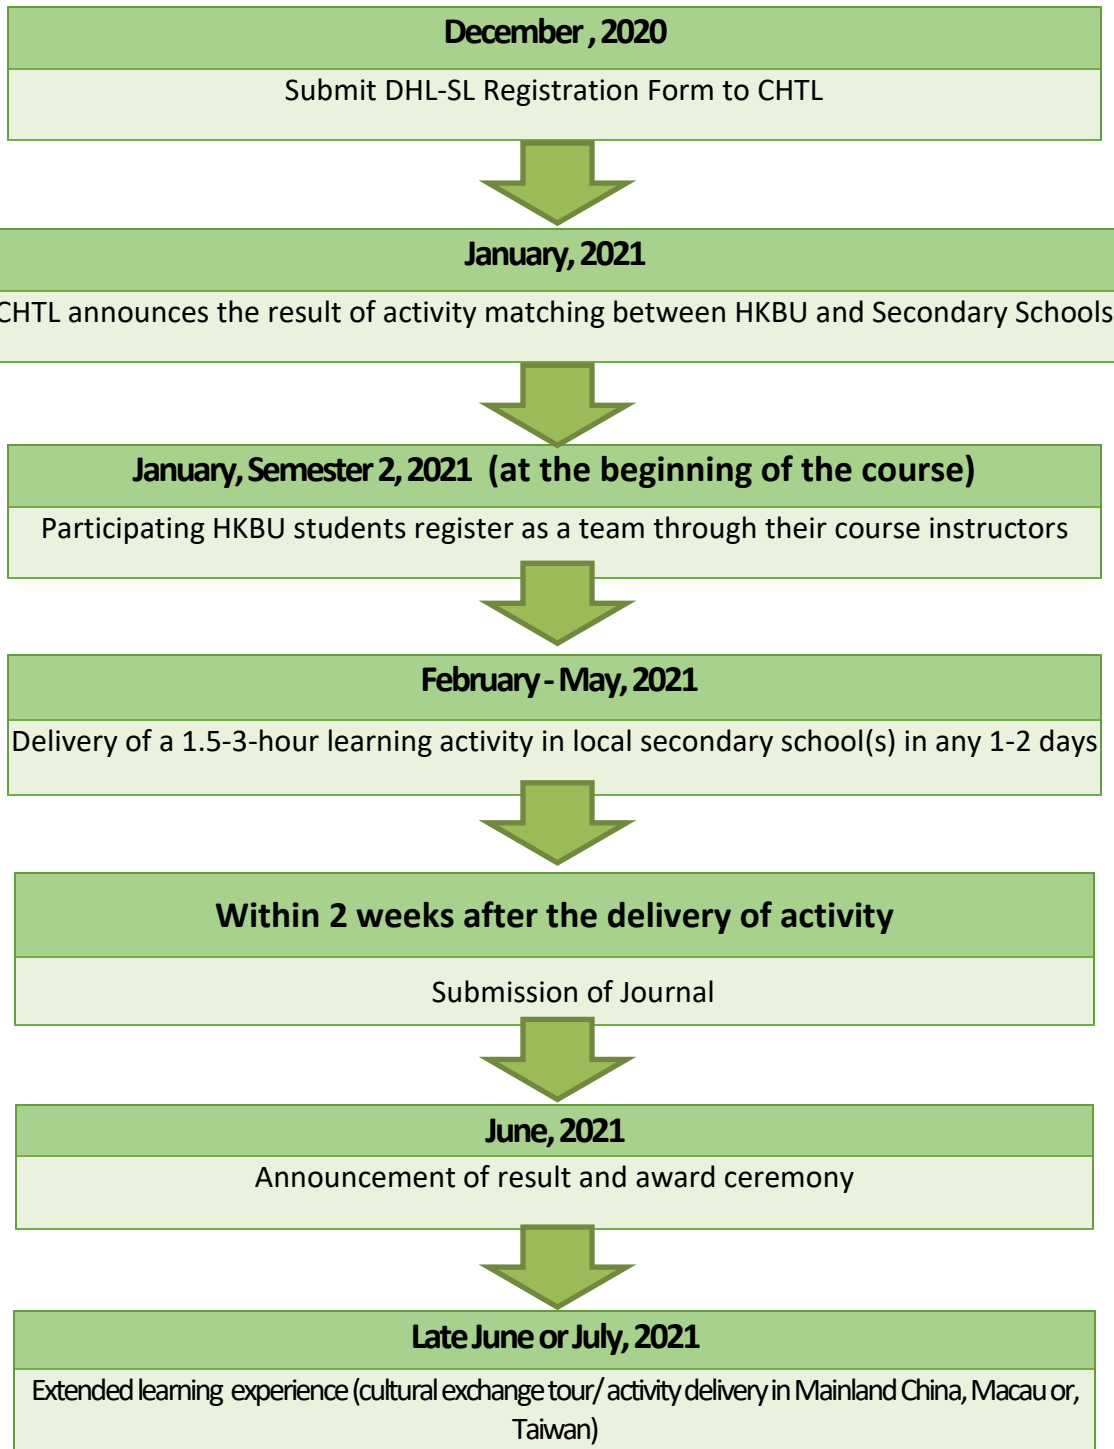 December , 2020
Submit DHL-SL Registration Form to CHTL
January, 2021
CHTL announces the result of activity matching between HKBU and Secondary Schools
January, Semester 2, 2021 (at the beginning of the course)
Participating HKBU students register as a team through their course instructors
February - May, 2021
Delivery of a 1.5-3-hour learning activity in local secondary school(s) in any 1-2 days
Within 2 weeks after the delivery of activity
Submission of Journal
June, 2021
Announcement of result and award ceremony
Late June or July, 2021
Extended learning experience (cultural exchange tour/ activity delivery in Mainland China, Macau or,
Taiwan)